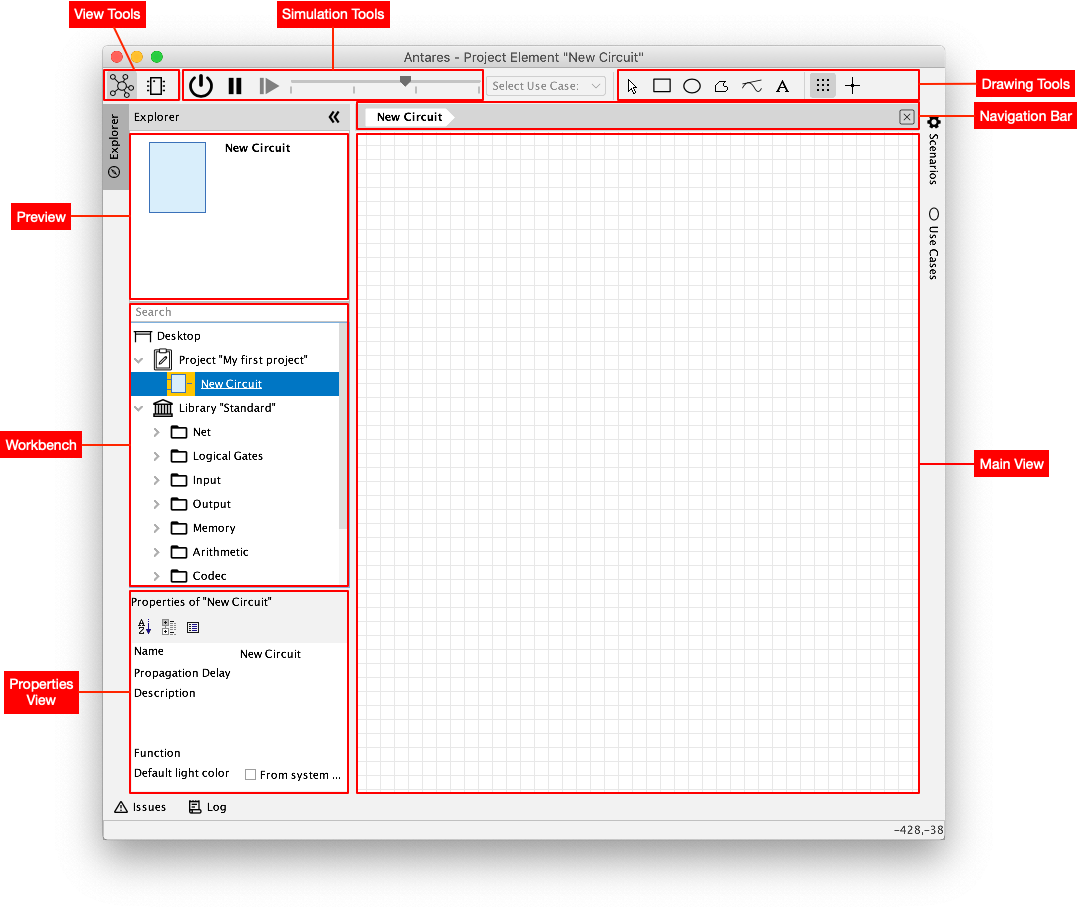 View Tools
Simulation Tools
Antares - Project Element "New Circuit"
Select Use Case:
A
Drawing Tools
Explorer
New Circuit
Navigation Bar
Explorer
Scenarios
Use Cases
New Circuit
Preview
Search
Desktop
Project "My first project"
New Circuit
Library "Standard"
Net
Logical Gates
Input
Output
Memory
Arithmetic
Codec
Workbench
Main View
Properties of "New Circuit"
A
Z
Name New Circuit
Propagation Delay
Description
Properties
View
Function
Default light color From system ...
Issues Log
-428,-38